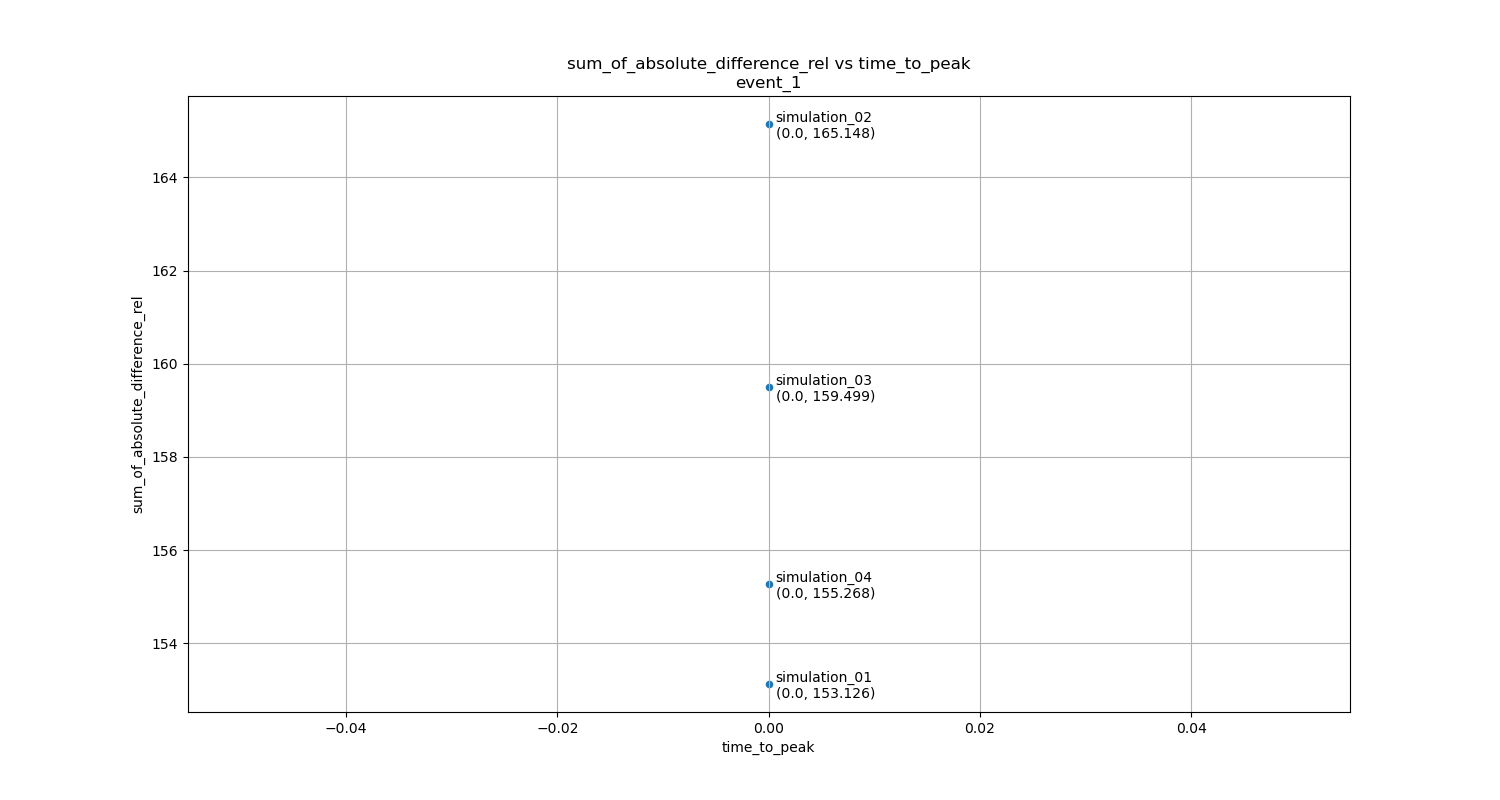 sum_of_absolute_difference_rel vs time_to_peak
event_1
sum_of_absolute_difference_rel
164
162
160
158
156
154
simulation_02
(0.0, 165.148)
simulation_03
(0.0, 159.499)
simulation_04
(0.0, 155.268)
simulation_01
(0.0, 153.126)
−0.04
−0.02
0.00
0.02
0.04
time_to_peak